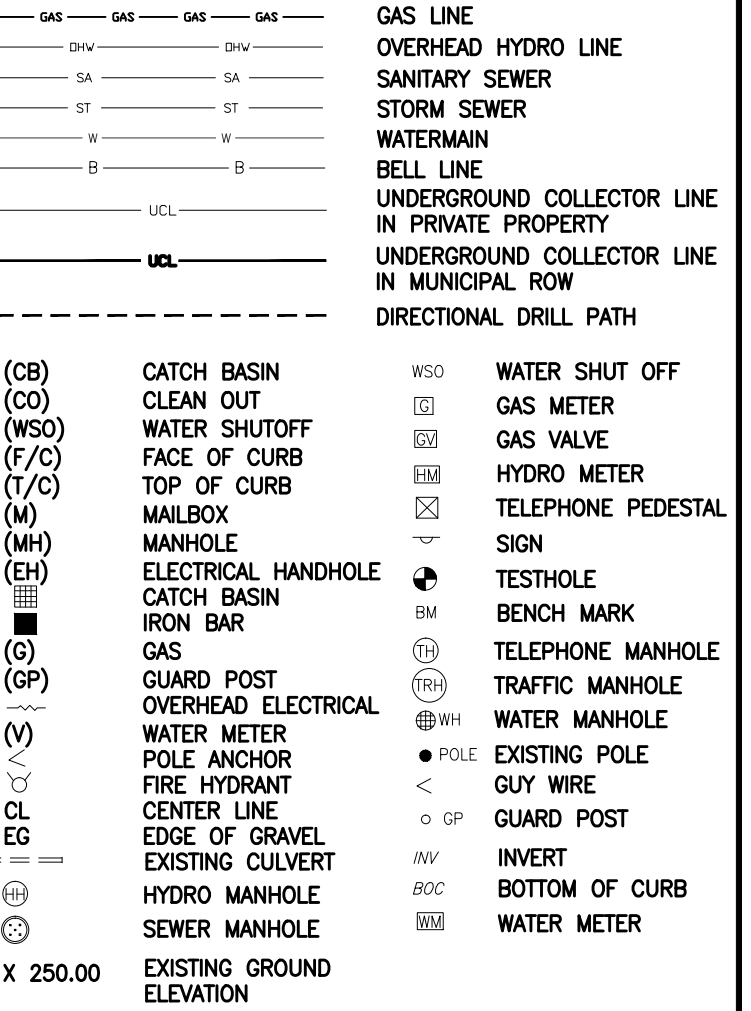 GAS GAS GAS GAS GAS LINE
OHW OHW OVERHEAD HYDRO LINE
SA SA SANITARY SEWER
ST ST STORM SEWER
W W WATERMAIN
B B BELL LINE
UCL UNDERGROUND COLLECTOR LINE
IN PRIVATE PROPERTY
UCL UNDERGROUND COLLECTOR LINE
IN MUNICIPAL ROW
DIRECTIONAL DRILL PATH
(CB) CATCH BASIN
(CO) CLEAN OUT
(WSO) WATER SHUTOFF
(F/C) FACE OF CURB
(T/C) TOP OF CURB
(M) MAILBOX
(MH) MANHOLE
(EH) ELECTRICAL HANDHOLE
CATCH BASIN
IRON BAR
(G) GAS
(GP) GUARD POST
OVERHEAD ELECTRICAL
(V) WATER METER
POLE ANCHOR
FIRE HYDRANT
CL CENTER LINE
EG EDGE OF GRAVEL
EXISTING CULVERT
HH HYDRO MANHOLE
SEWER MANHOLE
X 250.00 EXISTING GROUND
ELEVATION
WSO WATER SHUT OFF
G GAS METER
GV GAS VALVE
HM HYDRO METER
TELEPHONE PEDESTAL
SIGN
TESTHOLE
BM BENCH MARK
TH TELEPHONE MANHOLE
TRH TRAFFIC MANHOLE
WH WATER MANHOLE
POLE EXISTING POLE
GUY WIRE
GP GUARD POST
INV INVERT
BOC BOTTOM OF CURB
WM WATER METER